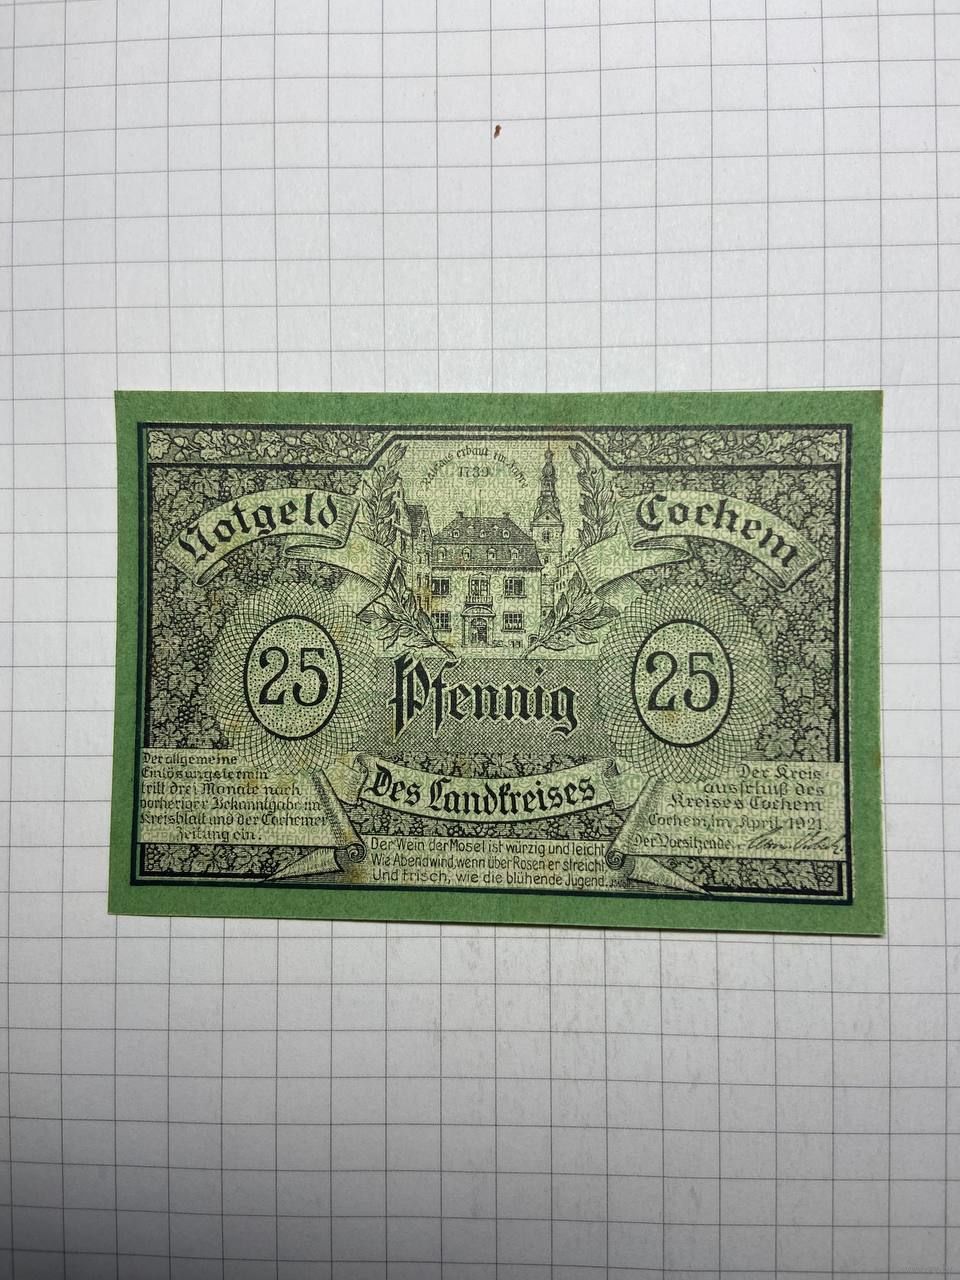 Rathaus erbaut im Jahre
1739
Notgeld
Cochem
25
25
Pfennig
Des Landkreises
Der allgemeine
Einlösungstermin
tritt drei Monate nach
vorheriger Bekanntgabe im
Kreisblatt und der Cochemer
Zeitung ein.
Der Kreis-
ausschluß des
Kreises Cochem
Cochem, im April 1921
Der Vorsitzende
Der Wein der Mosel ist würzig und leicht
Wie Abendwind, wenn über Rosen er streicht
Und frisch, wie die blühende Jugend.